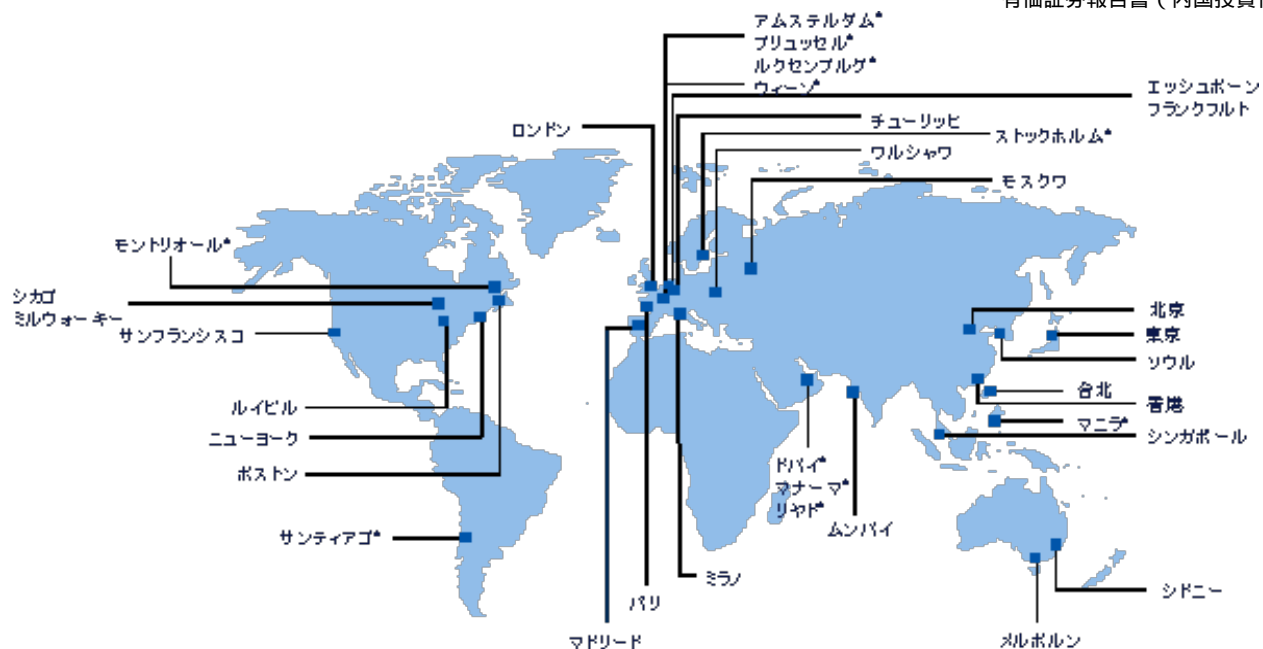 有価証券報告書(内国投資
アムステルダム*
ブリュッセル*
ルクセンブルグ*
ウィーン*
エッシュボーン
フランクフルト
ロンドン
チューリッヒ
ストックホルム*
ワルシャワ
モスクワ
モントリオール*
シカゴ
ミルウォーキー
サンフランシスコ
北京
東京
ソウル
台北
香港
マニラ*
シンガポール
ルイビル
ニューヨーク
ボストン
ドバイ*
マナーマ*
リヤド*
ムンバイ
サンティアゴ*
ミラノ
パリ
マドリード
シドニー
メルボルン